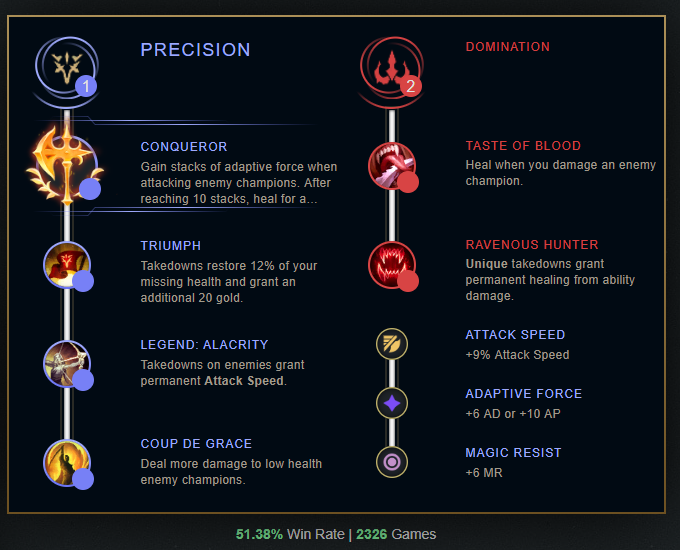 PRECISION
1
CONQUEROR
Gain stacks of adaptive force when
attacking enemy champions. After
reaching 10 stacks, heal for a...
TRIUMPH
Takedowns restore 12% of your
missing health and grant an
additional 20 gold.
LEGEND: ALACRITY
Takedowns on enemies grant
permanent Attack Speed.
COUP DE GRACE
Deal more damage to low health
enemy champions.
DOMINATION
2
TASTE OF BLOOD
Heal when you damage an enemy
champion.
RAVENOUS HUNTER
Unique takedowns grant
permanent healing from ability
damage.
ATTACK SPEED
+9% Attack Speed
ADAPTIVE FORCE
+6 AD or +10 AP
MAGIC RESIST
+6 MR
51.38% Win Rate | 2326 Games